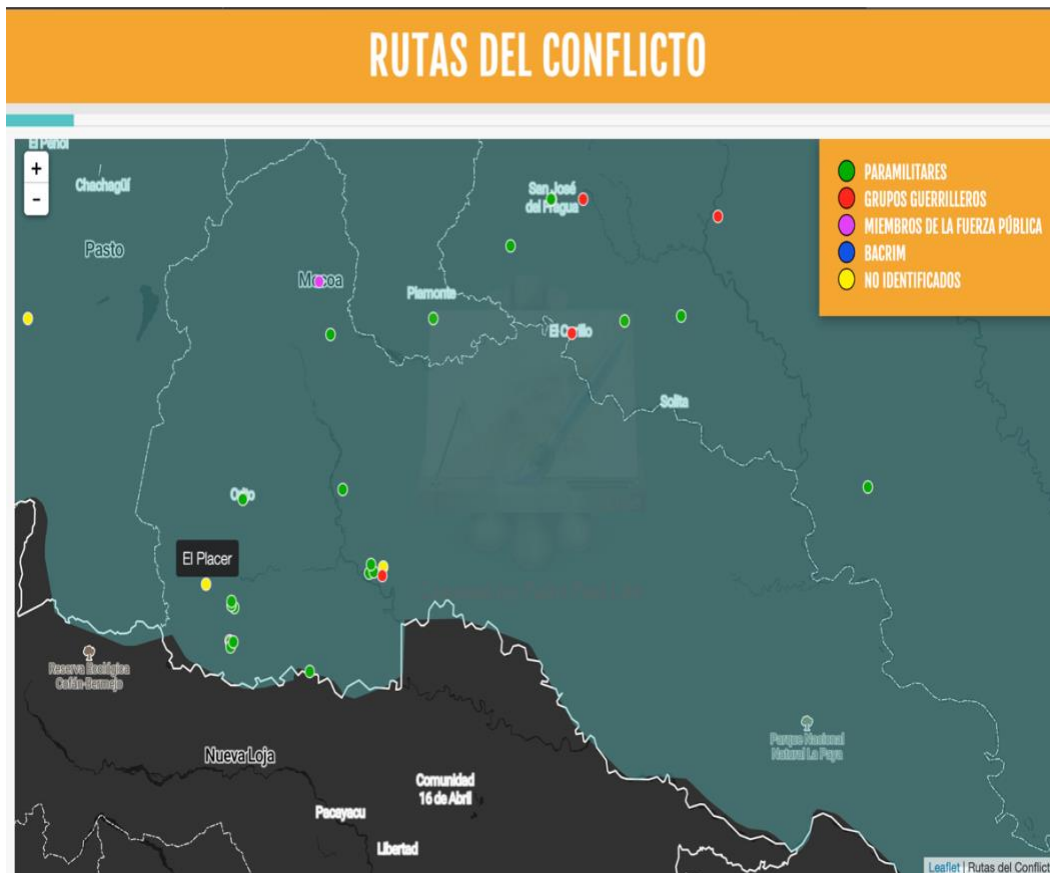 RUTAS DEL CONFLICTO
El Peñol
+
-
Chachagüí
Pasto
San José
del Fragua
PARAMILITARES
GRUPOS GUERRILLEROS
MIEMBROS DE LA FUERZA PÚBLICA
BACRIM
NO IDENTIFICADOS
Mocoa
Piamonte
El Corillo
Solita
Orito
El Placer
Reserva Ecológica
Cofán-Bermejo
Nueva Loja
Comunidad
16 de Abril
Pacayacu
Libertad
Parque Nacional
Natural La Paya
Leaflet | Rutas del Conflict